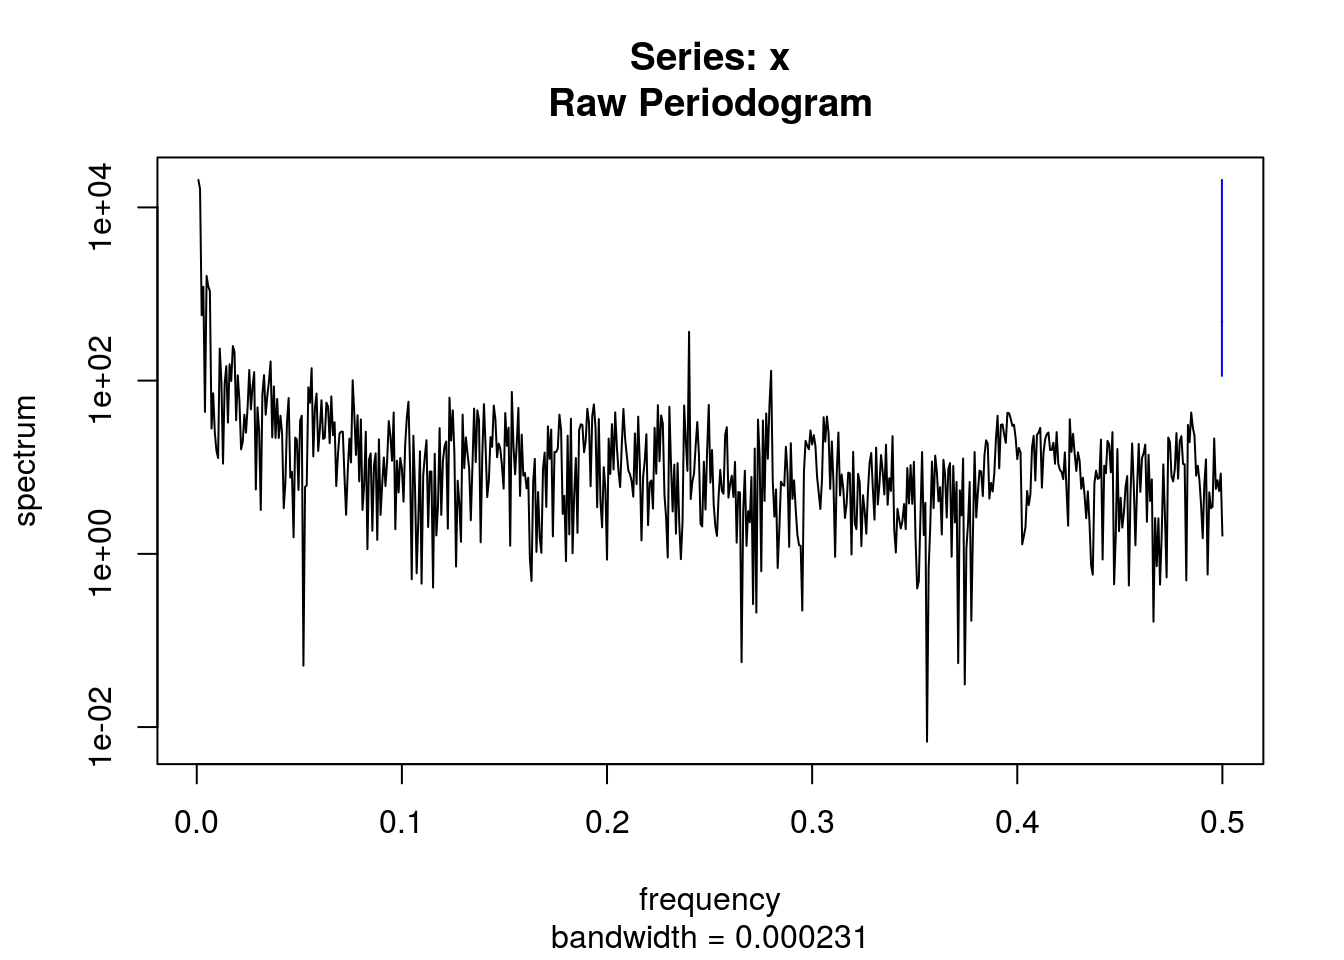 Series: x
Raw Periodogram
spectrum
1e+04
1e+02
1e+00
1e-02
0.0 0.1 0.2 0.3 0.4 0.5
frequency
bandwidth = 0.000231